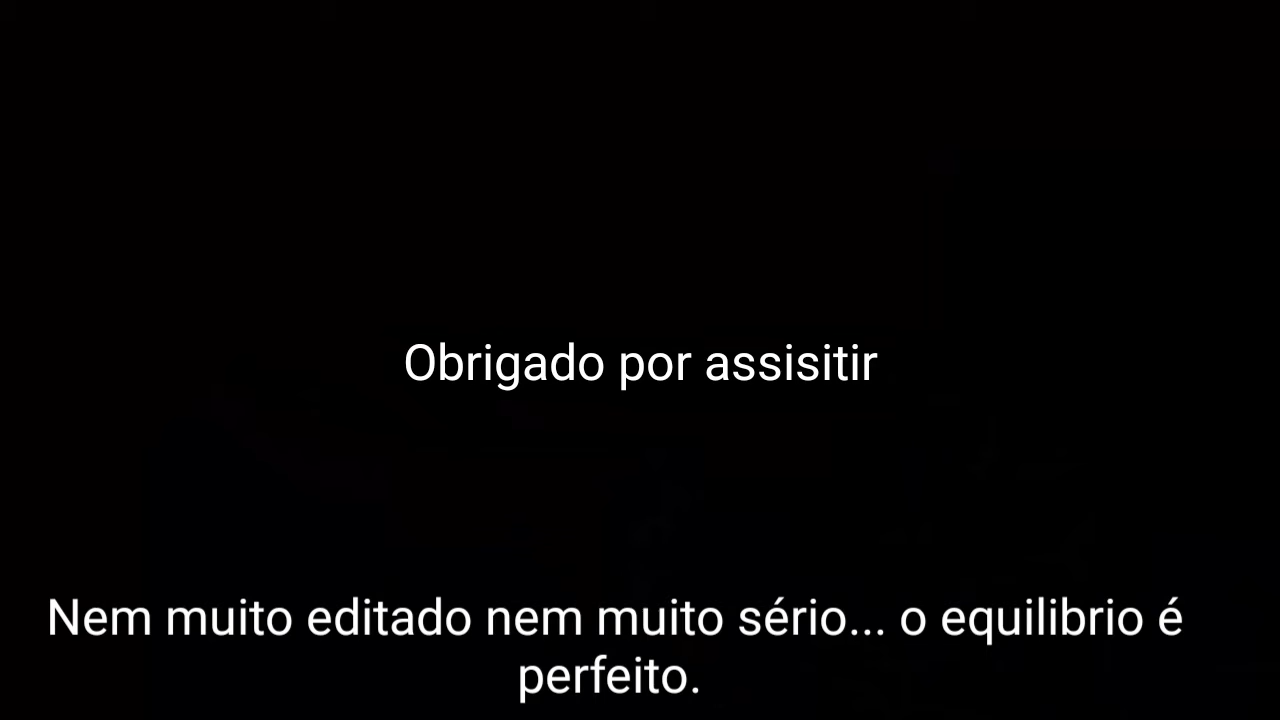 Obrigado por assisitir
Nem muito editado nem muito sério... o equilibrio é
perfeito.